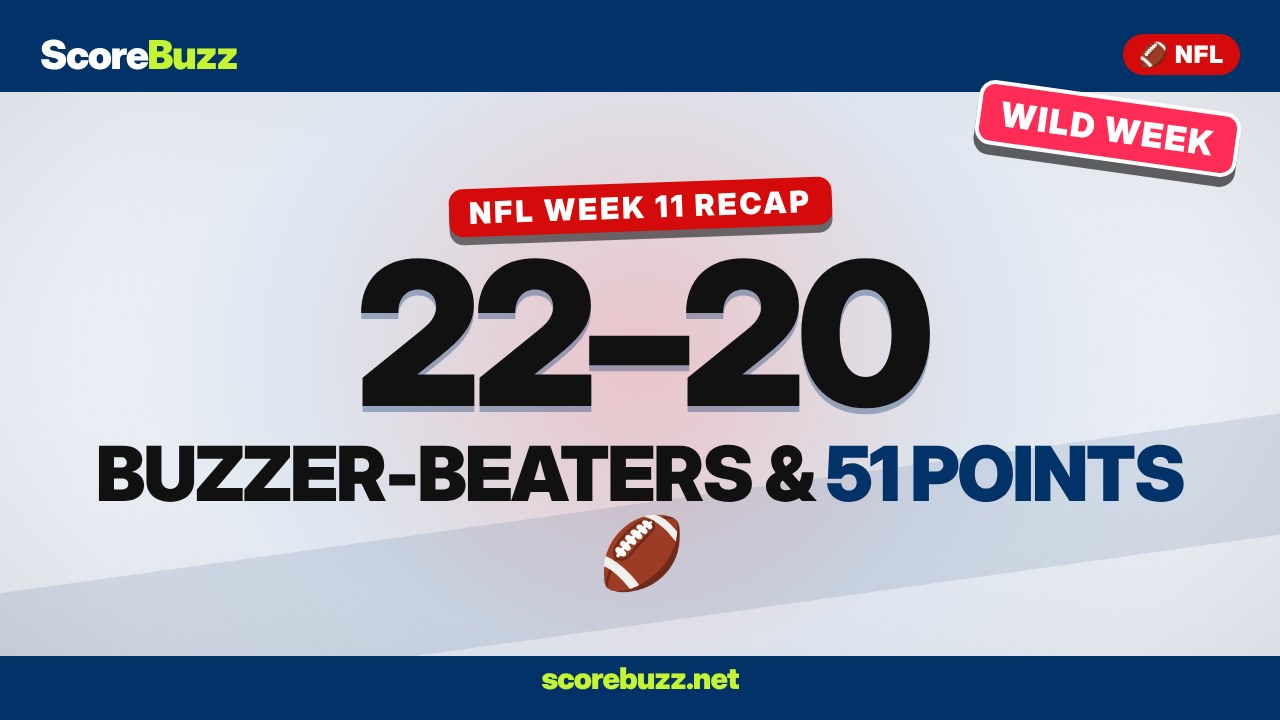 ScoreBuzz
🏈 NFL
WILD WEEK
NFL WEEK 11 RECAP
22–20
BUZZER-BEATERS & 51 POINTS
🏈
scorebuzz.net